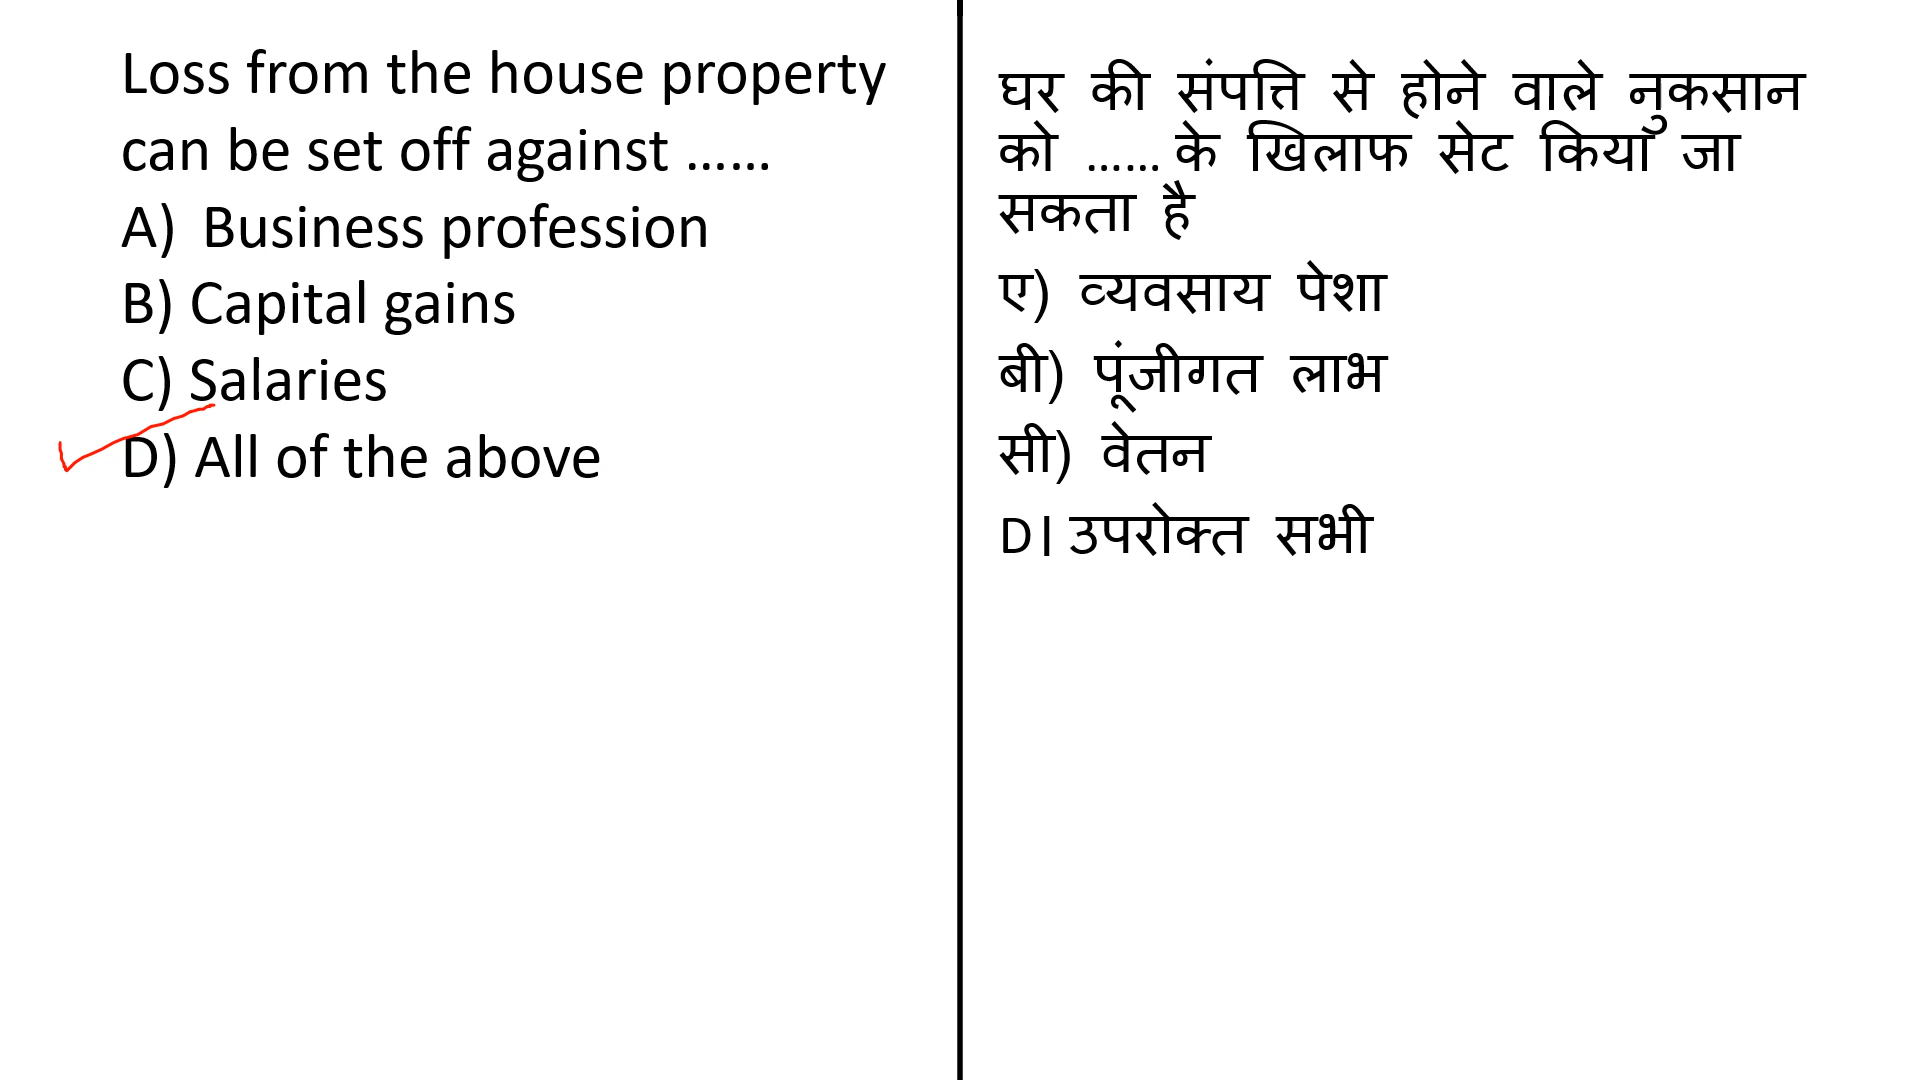 Loss from the house property
can be set off against ……
A)  Business profession
B) Capital gains
C) Salaries
D) All of the above
घर की संपत्ति से होने वाले नुकसान
को …… के खिलाफ सेट किया जा
सकता है
ए) व्यवसाय पेशा
बी) पूंजीगत लाभ
सी) वेतन
D। उपरोक्त सभी